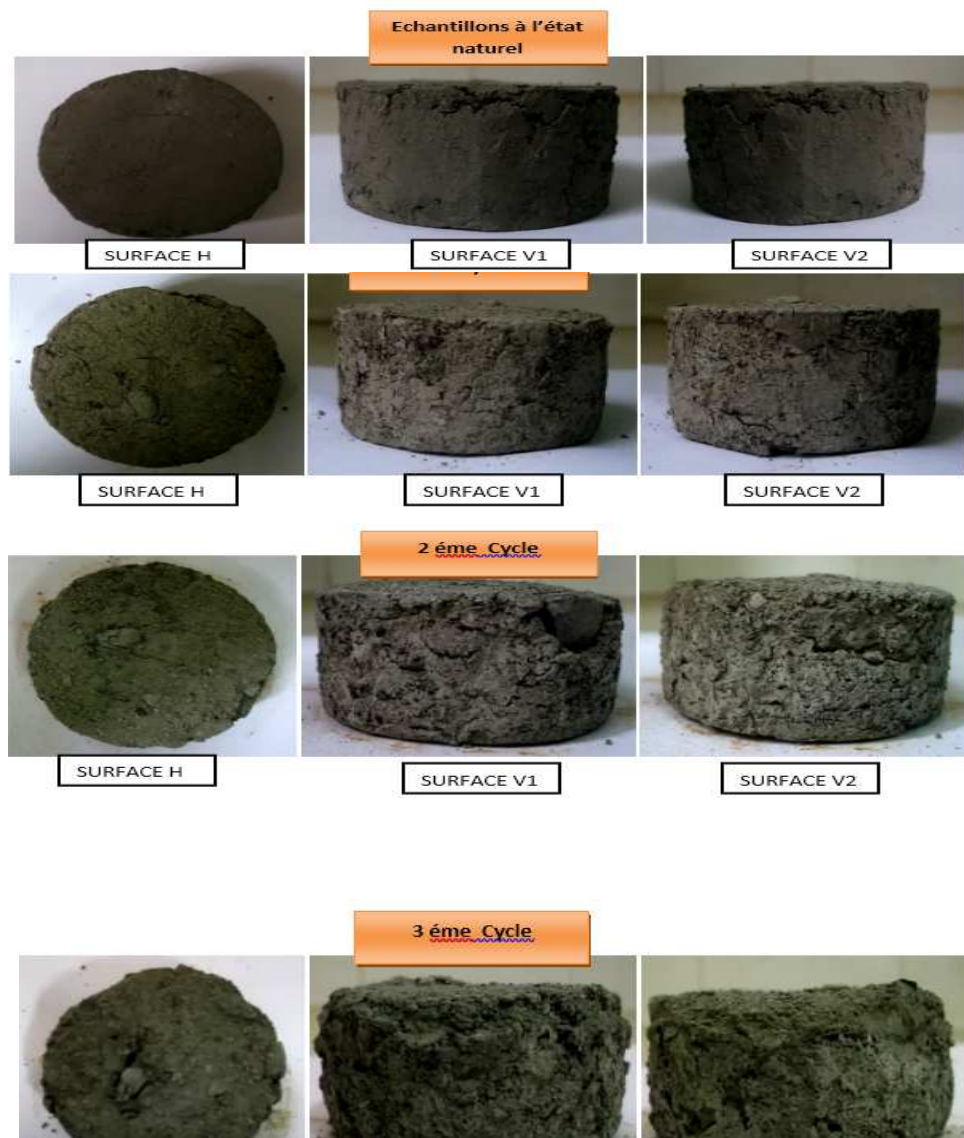 Echantillons à l'état
naturel
SURFACE H
SURFACE V1
SURFACE V2
SURFACE H
SURFACE V1
SURFACE V2
2 éme Cycle
SURFACE H
SURFACE V1
SURFACE V2
3 éme Cycle